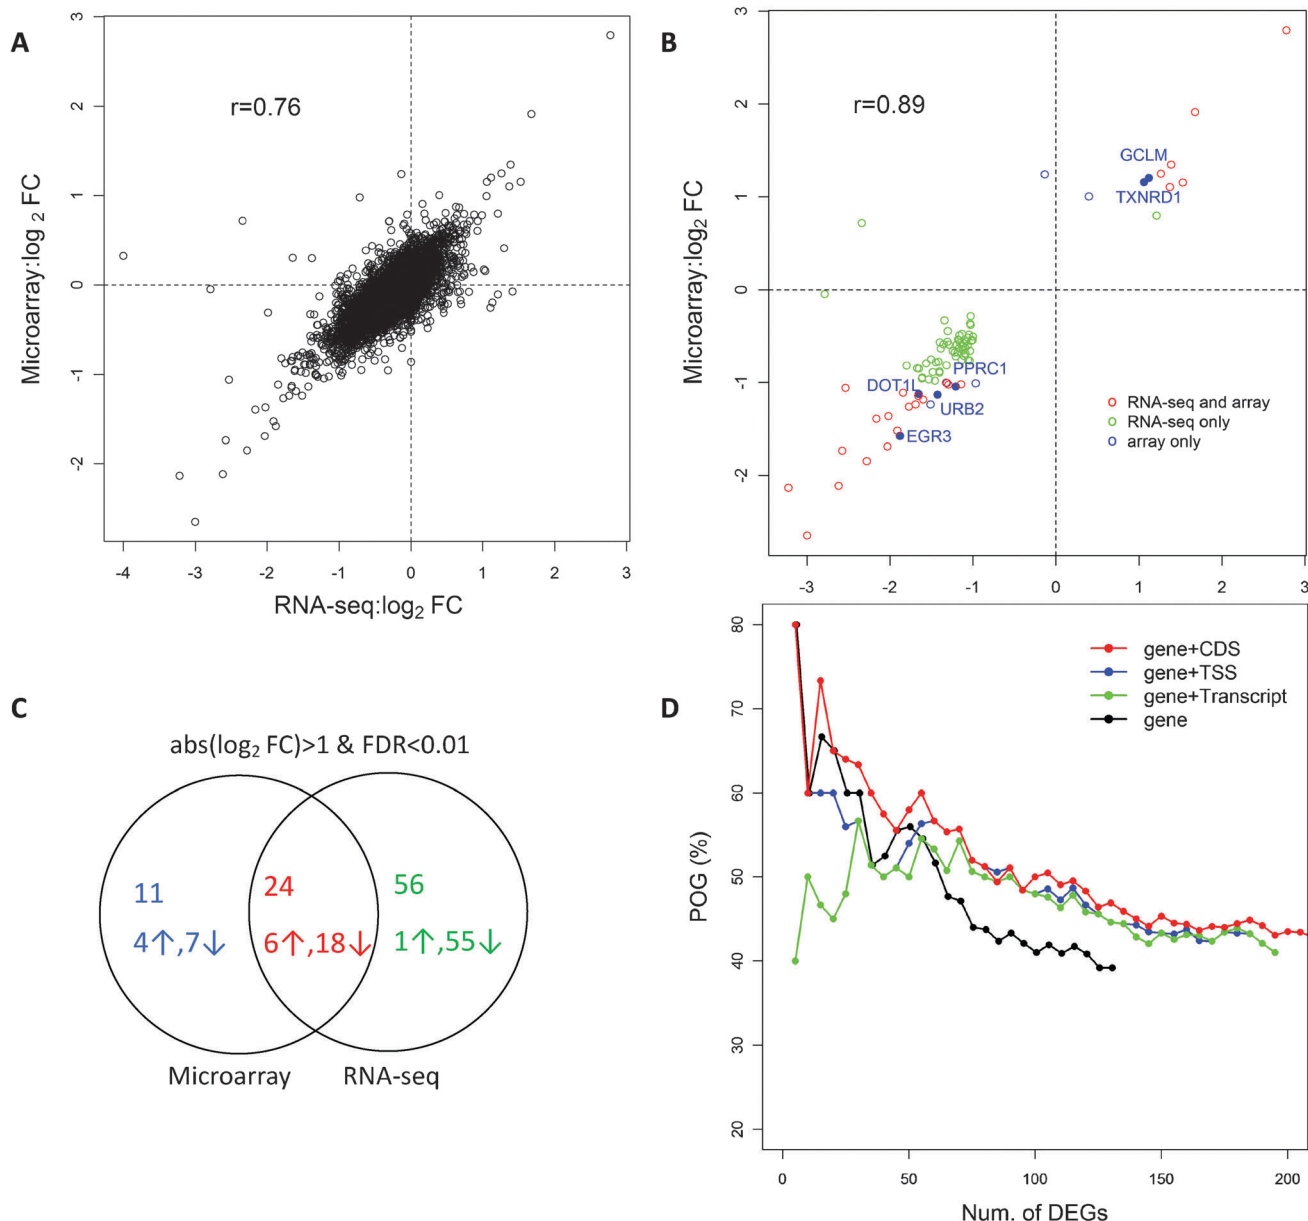 A
r=0.76
3
2
1
0
-1
-2
Microarray:log 2 FC
-4 -3 -2 -1 0 1 2 3
RNA-seq:log2 FC
B
r=0.89
3
2
1
0
-1
-2
Microarray:log2 FC
GCLM
TXNRD1
PPRC1
DOT1L
URB2
EGR3
RNA-seq and array
RNA-seq only
array only
-3 -2 -1 0 1 2 3
C
abs(log2 FC)>1 & FDR<0.01
11 24 56
4↑,7↓ 6↑,18↓ 1↑,55↓
Microarray RNA-seq
D
80
70
60
50
40
30
20
POG (%)
gene+CDS
gene+TSS
gene+Transcript
gene
0 50 100 150 200
Num. of DEGs